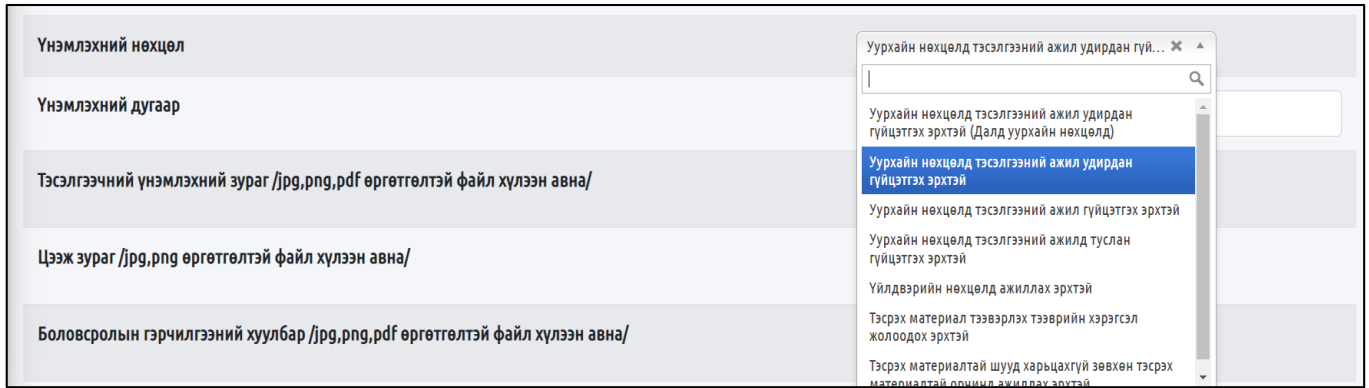 Үнэмлэхний нөхцөл
Уурхайн нөхцөлд тэсэлгээний ажил удирдан гүй...
Үнэмлэхний дугаар
Уурхайн нөхцөлд тэсэлгээний ажил удирдан
гүйцэтгэх эрхтэй (Далд уурхайн нөхцөлд)
Уурхайн нөхцөлд тэсэлгээний ажил удирдан
гүйцэтгэх эрхтэй
Тэсэлгээчний үнэмлэхний зураг /jpg,png,pdf өргөтгөлтэй файл хүлээн авна/
Уурхайн нөхцөлд тэсэлгээний ажил гүйцэтгэх эрхтэй
Уурхайн нөхцөлд тэсэлгээний ажилд туслан
гүйцэтгэх эрхтэй
Цээж зураг /jpg,png өргөтгөлтэй файл хүлээн авна/
Үйлдвэрийн нөхцөлд ажиллах эрхтэй
Тэсрэх материал тээвэрлэх тээврийн хэрэгсэл
жолоодох эрхтэй
Боловсролын гэрчилгээний хуулбар /jpg,png,pdf өргөтгөлтэй файл хүлээн авна/
Тэсрэх материалтай шууд харьцахгүй зөвхөн тэсрэх
материалтай орчинд ажиллах эрхтэй